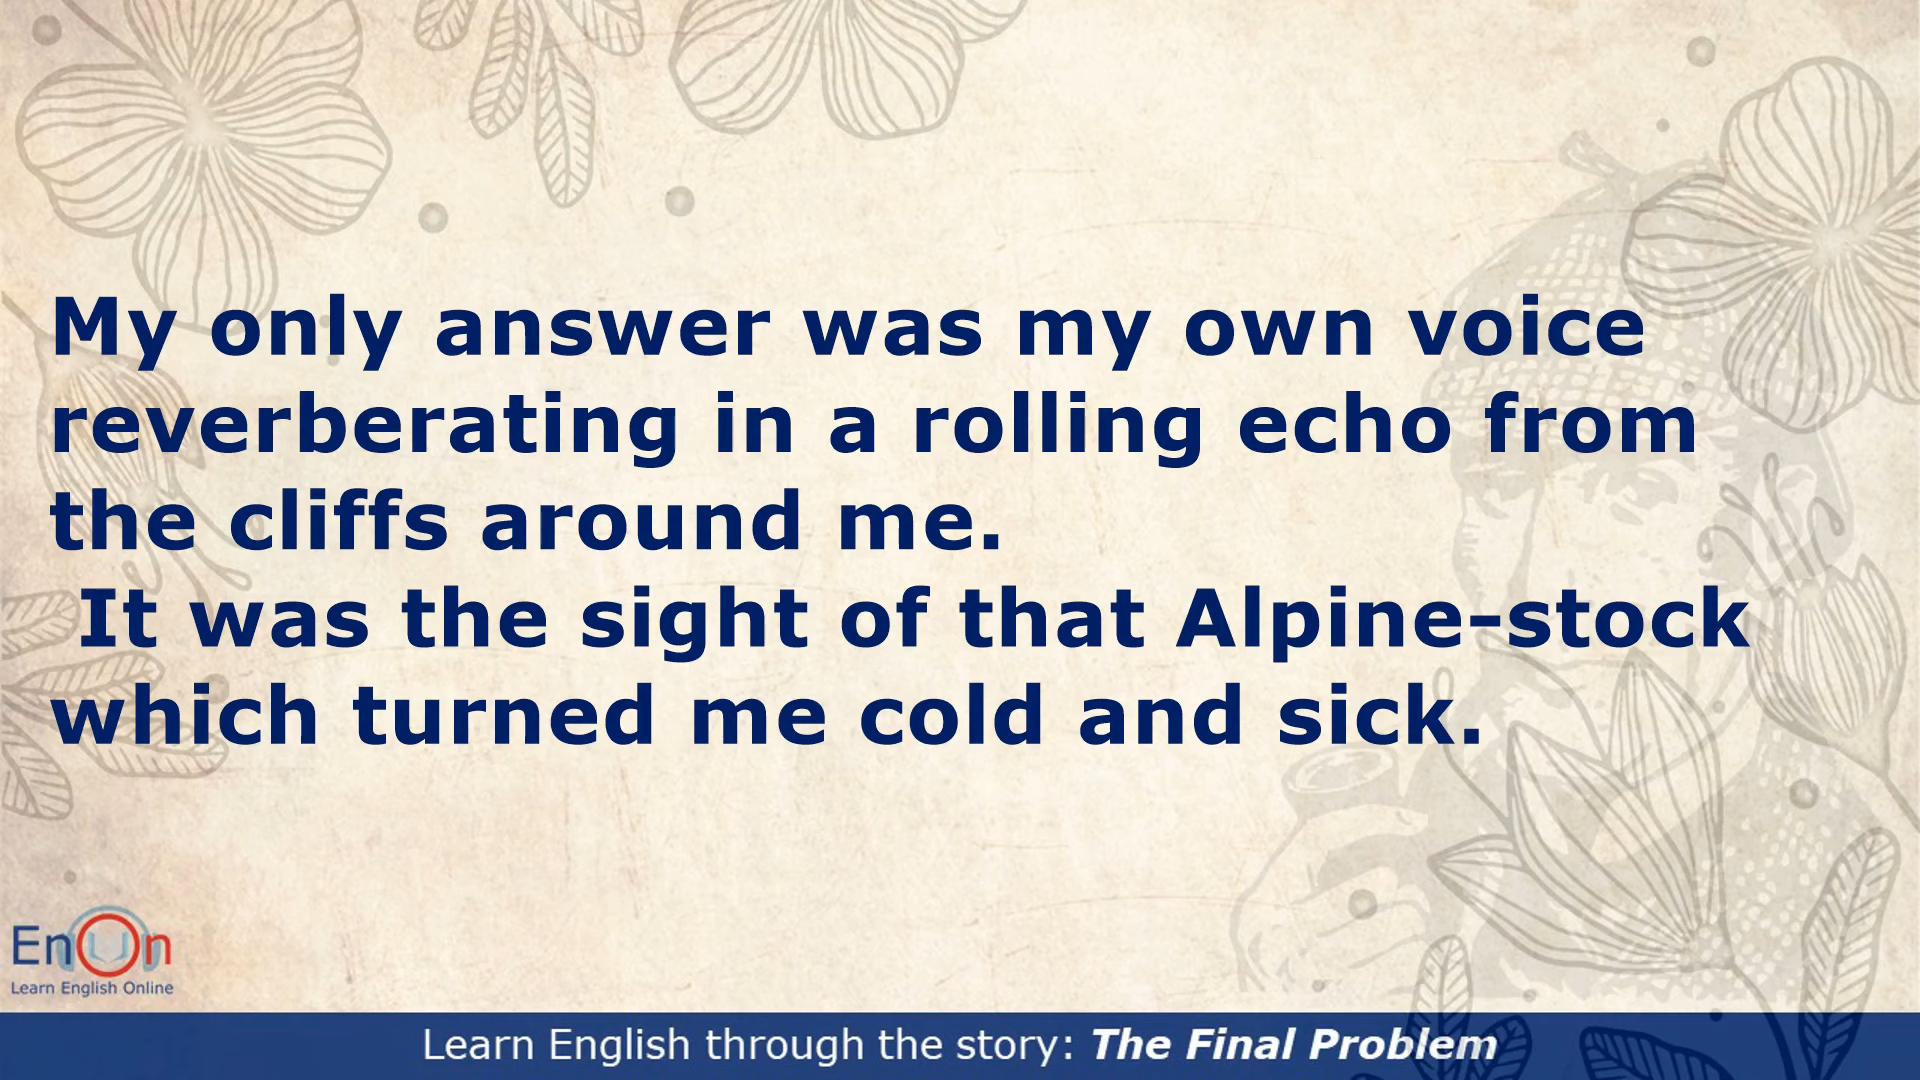 My only answer was my own voice
reverberating in a rolling echo from
the cliffs around me.
It was the sight of that Alpine-stock
which turned me cold and sick.
EnOn
Learn English Online
Learn English through the story: The Final Problem